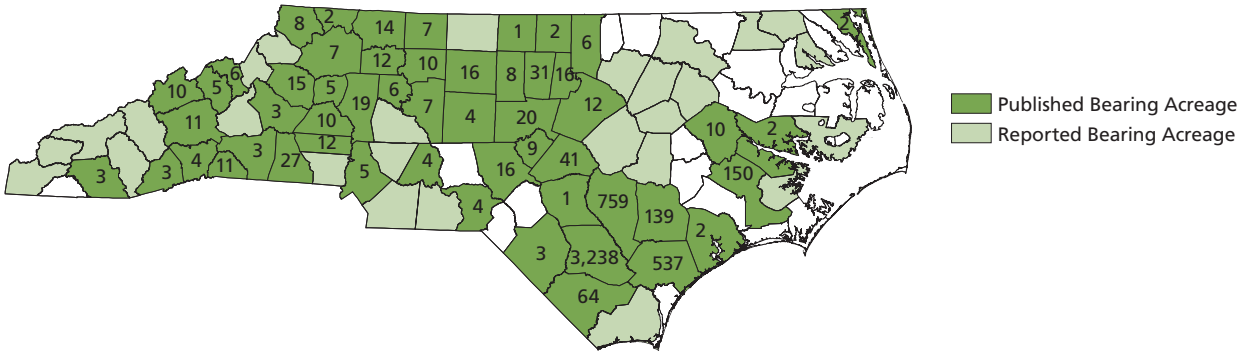 8 2 14 7 1 2 6 2
7 12 10 16 8 31 16
6 10 5 15 5 19 6 7 4 20 12
11 3 10 12 9 10 2
3 3 4 11 3 27 5 4 16 41 150
4 1 759 139 2
3 3,238 537
64
Published Bearing Acreage
Reported Bearing Acreage